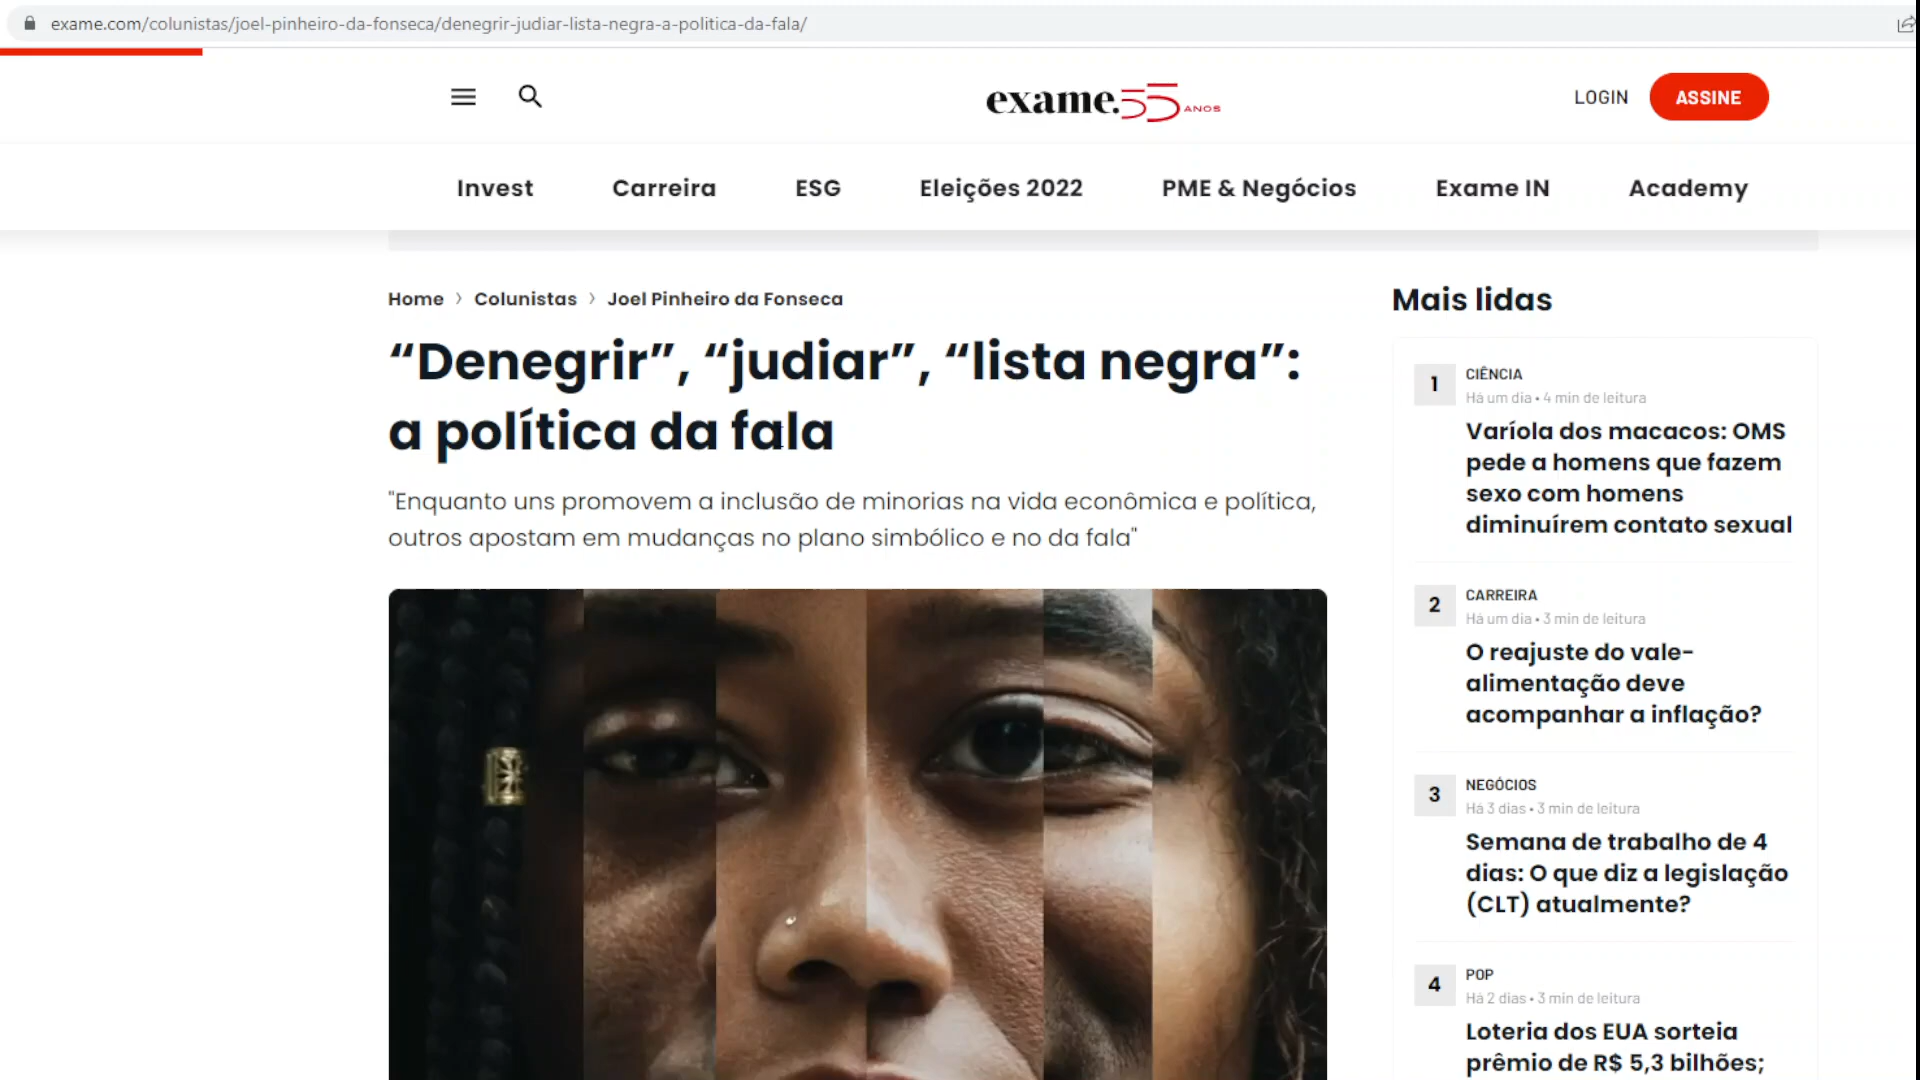 exame.com/colunistas/joel-pinheiro-da-fonseca/denegrir-judiar-lista-negra-a-politica-da-fala/
exame.55 ANOS
LOGIN
ASSINE
Invest
Carreira
ESG
Eleições 2022
PME & Negócios
Exame IN
Academy
Home › Colunistas › Joel Pinheiro da Fonseca
“Denegrir”, “judiar”, “lista negra”:
a política da fala
"Enquanto uns promovem a inclusão de minorias na vida econômica e política,
outros apostam em mudanças no plano simbólico e no da fala"
Mais lidas
1
CIÊNCIA
Há um dia • 4 min de leitura
Varíola dos macacos: OMS
pede a homens que fazem
sexo com homens
diminuírem contato sexual
2
CARREIRA
Há um dia • 3 min de leitura
O reajuste do vale-
alimentação deve
acompanhar a inflação?
3
NEGÓCIOS
Há 3 dias • 3 min de leitura
Semana de trabalho de 4
dias: O que diz a legislação
(CLT) atualmente?
4
POP
Há 2 dias • 3 min de leitura
Loteria dos EUA sorteia
prêmio de R$ 5,3 bilhões;